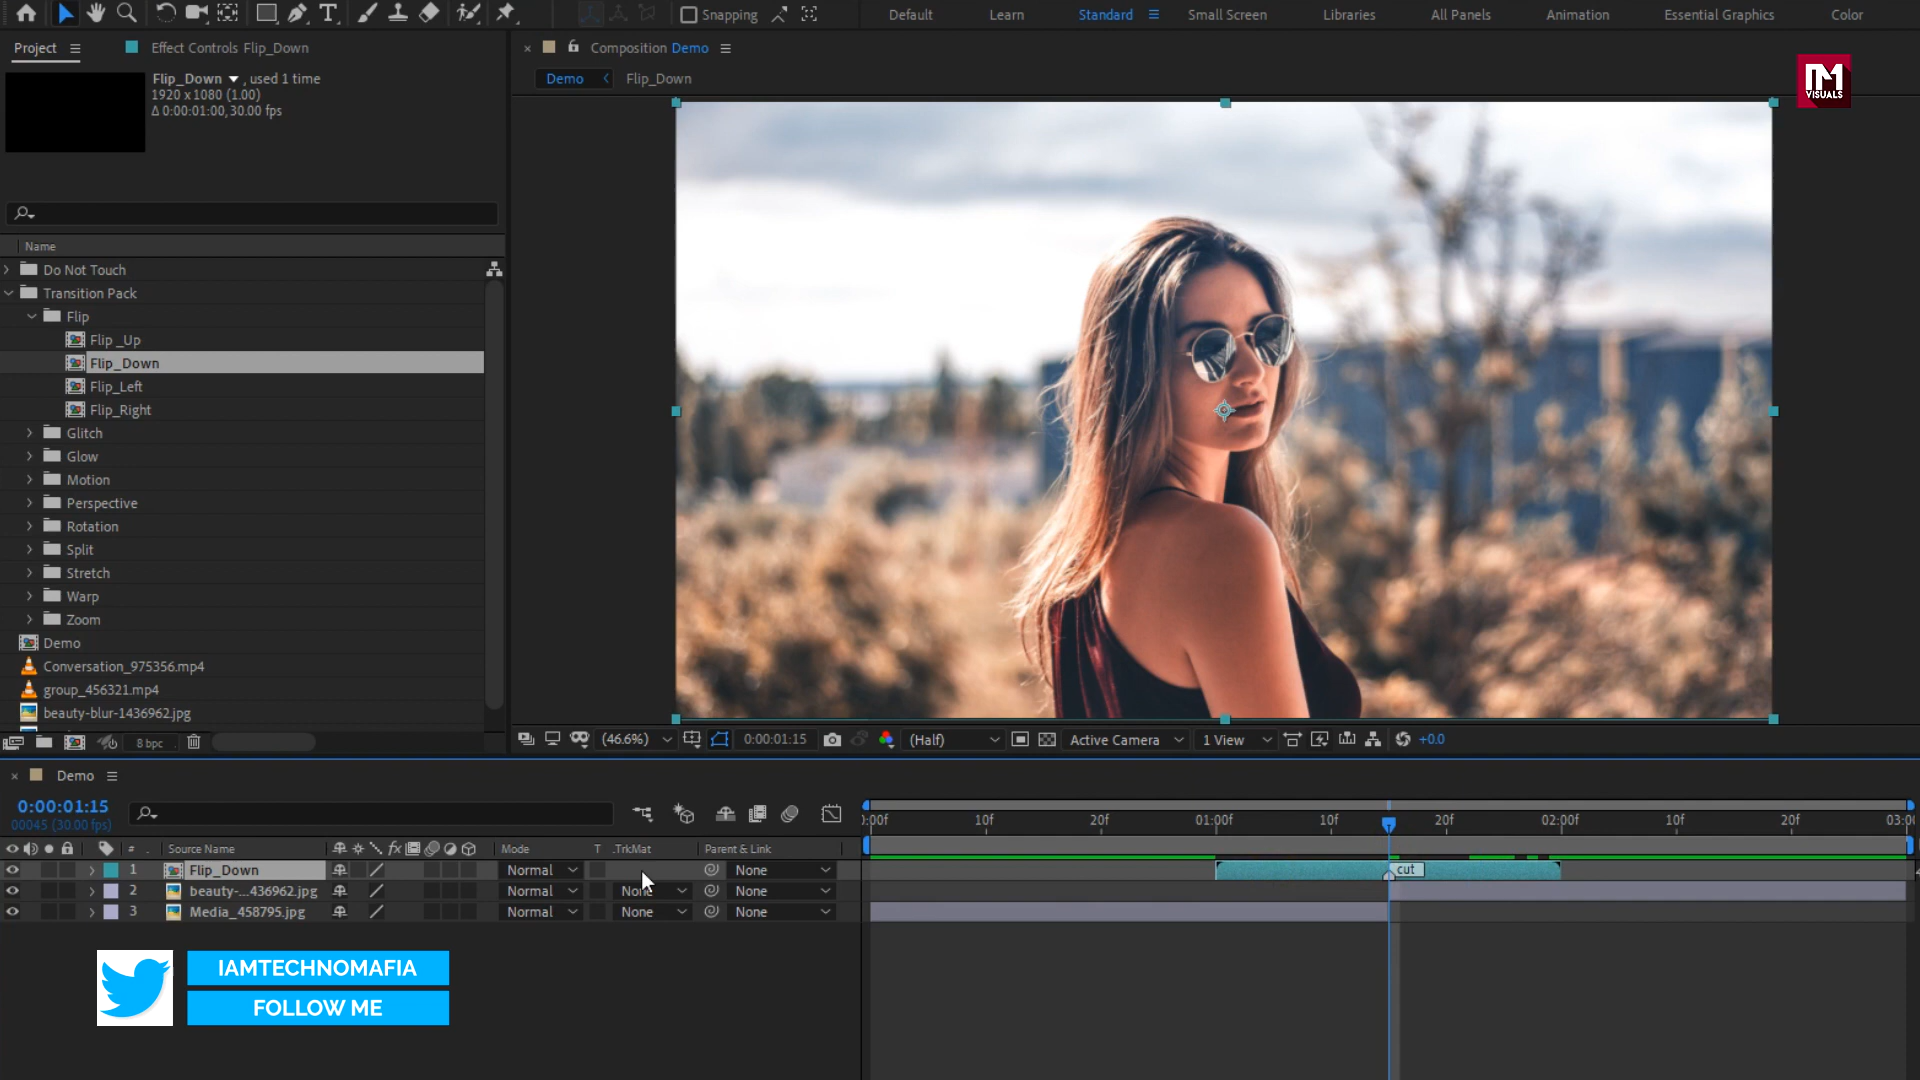 Snapping
Default
Learn
Standard
Small Screen
Libraries
All Panels
Animation
Essential Graphics
Color
Project
Effect Controls Flip_Down
Composition Demo
Demo
Flip_Down
Flip_Down , used 1 time
1920 x 1080 (1.00)
Δ 0:00:01:00, 30.00 fps
M
VISUALS
Name
Do Not Touch
Transition Pack
Flip
Flip _Up
Flip_Down
Flip_Left
Flip_Right
Glitch
Glow
Motion
Perspective
Rotation
Split
Stretch
Warp
Zoom
Demo
Conversation_975356.mp4
group_456321.mp4
beauty-blur-1436962.jpg
8 bpc
(46.6%)
0:00:01:15
(Half)
Active Camera
1 View
+0.0
Demo
0:00:01:15
00045 (30.00 fps)
:00f
10f
20f
01:00f
10f
20f
02:00f
10f
20f
03:0
# Source Name
Mode
T .TrkMat
Parent & Link
1 Flip_Down Normal None
cut
2 beauty-...436962.jpg Normal None None
3 Media_458795.jpg Normal None None
IAMTECHNOMAFIA
FOLLOW ME